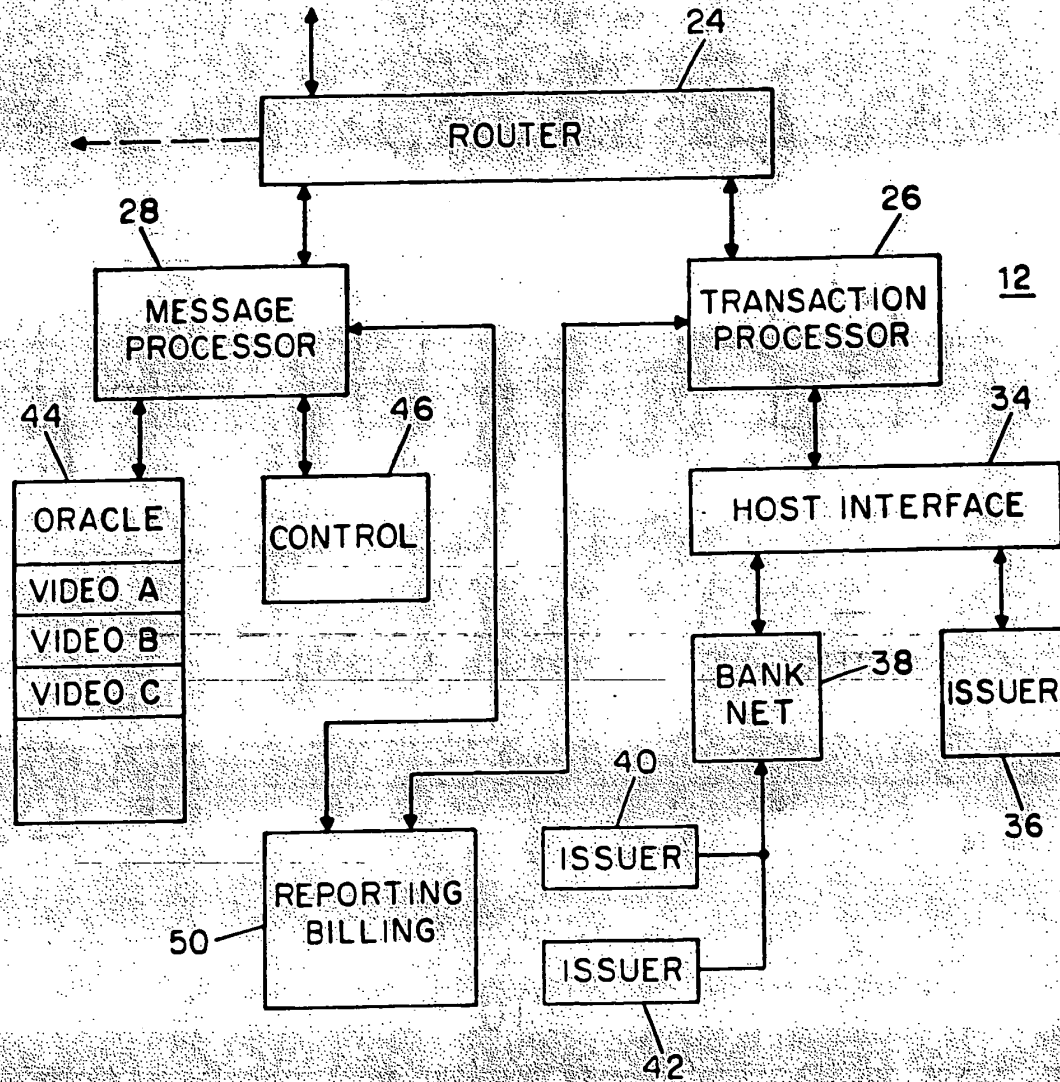 24
ROUTER
28
26
12
MESSAGE
PROCESSOR
TRANSACTION
PROCESSOR
44
46
34
ORACLE
CONTROL
HOST INTERFACE
VIDEO A
VIDEO B
VIDEO C
BANK
NET
38
ISSUER
40
36
ISSUER
REPORTING
BILLING
50
ISSUER
42